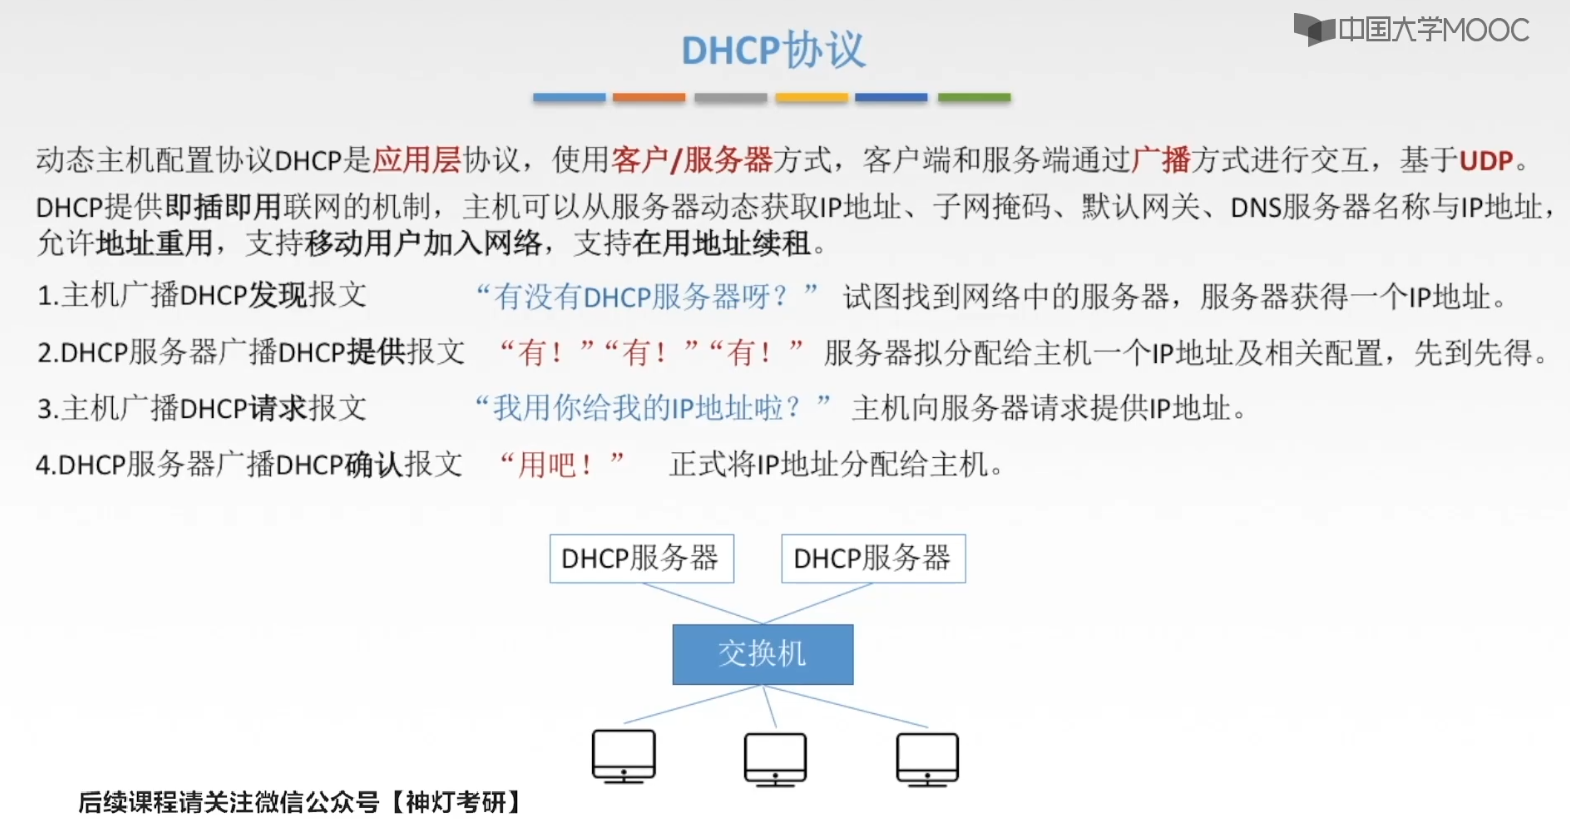 中国大学MOOC
DHCP协议
动态主机配置协议DHCP是应用层协议，使用客户/服务器方式，客户端和服务端通过广播方式进行交互，基于UDP。
DHCP提供即插即用联网的机制，主机可以从服务器动态获取IP地址、子网掩码、默认网关、DNS服务器名称与IP地址，
允许地址重用，支持移动用户加入网络，支持在用地址续租。
1.主机广播DHCP发现报文 “有没有DHCP服务器呀？” 试图找到网络中的服务器，服务器获得一个IP地址。
2.DHCP服务器广播DHCP提供报文 “有！”“有！”“有！” 服务器拟分配给主机一个IP地址及相关配置，先到先得。
3.主机广播DHCP请求报文 “我用你给我的IP地址啦？” 主机向服务器请求提供IP地址。
4.DHCP服务器广播DHCP确认报文 “用吧！” 正式将IP地址分配给主机。
DHCP服务器 DHCP服务器
交换机
后续课程请关注微信公众号【神灯考研】